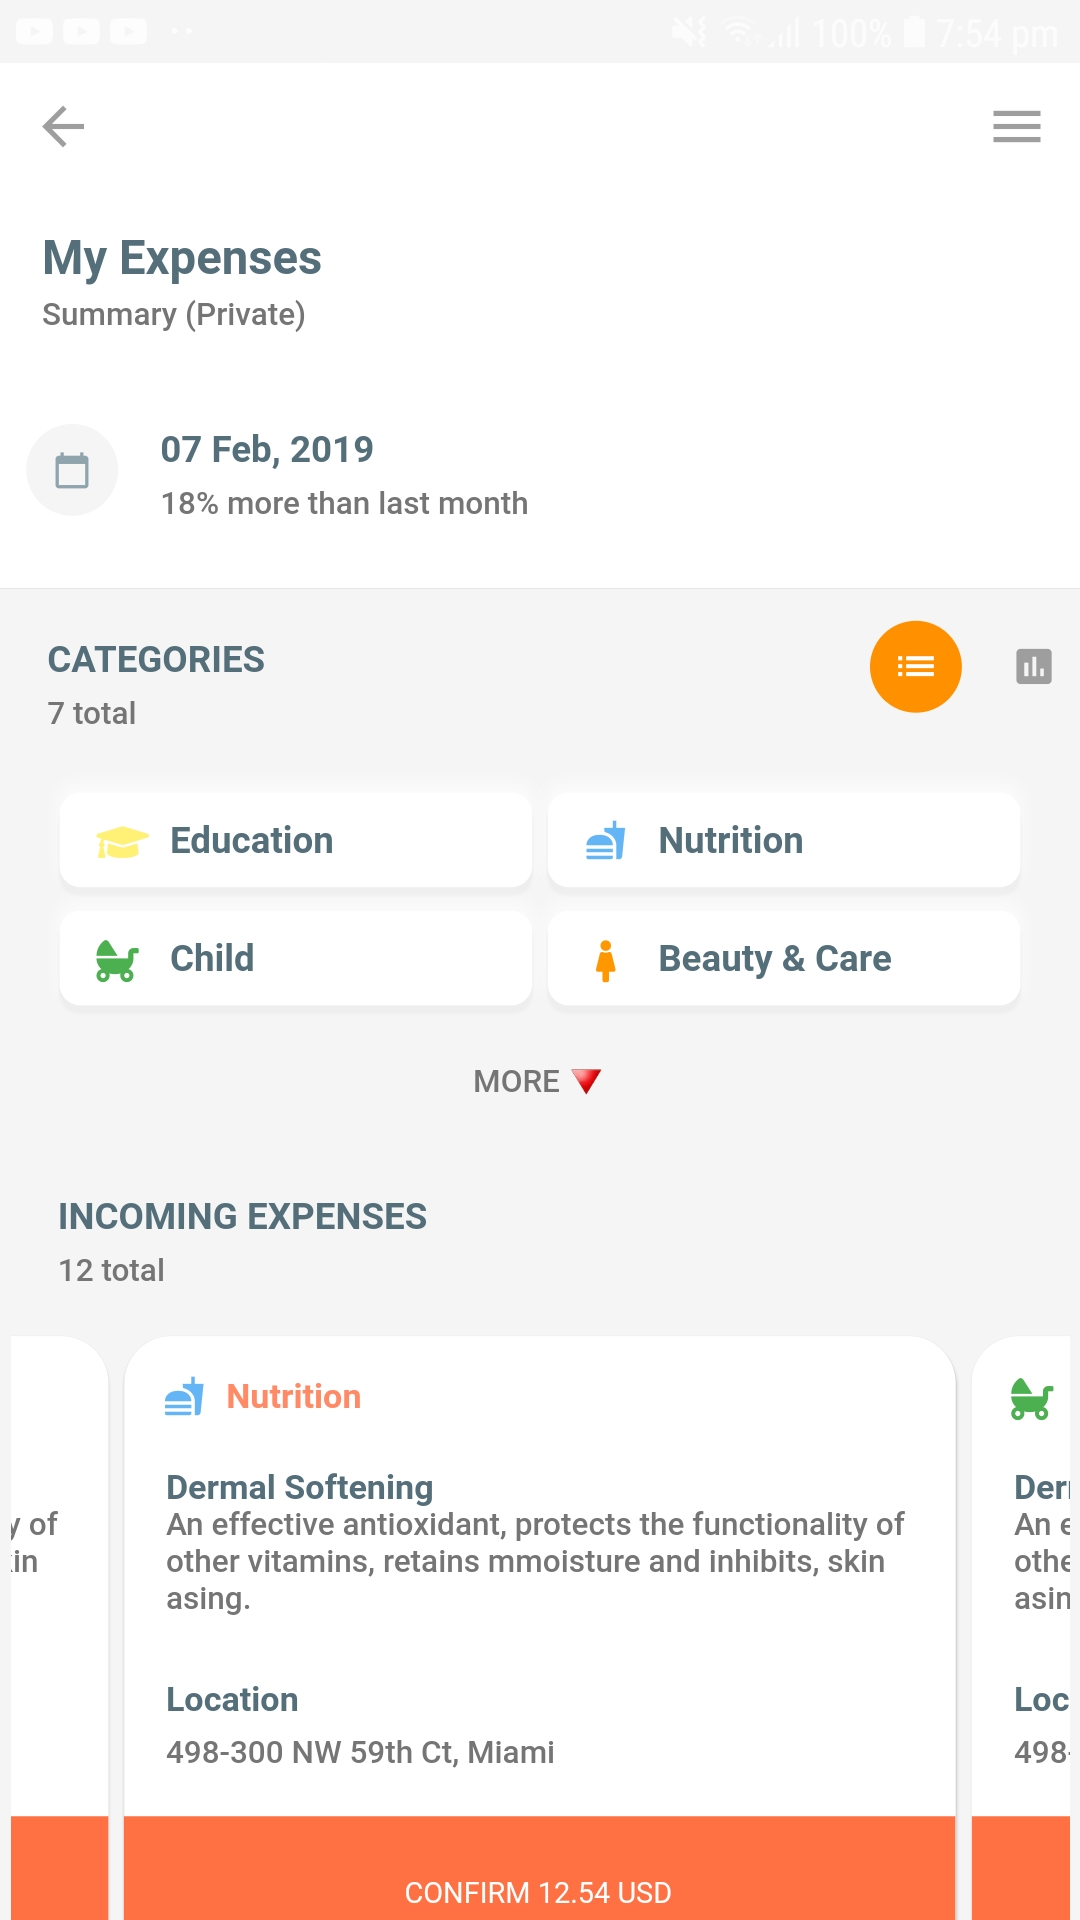 100% 7:54 pm
My Expenses
Summary (Private)
07 Feb, 2019
18% more than last month
CATEGORIES
7 total
Education
Nutrition
Child
Beauty & Care
MORE
INCOMING EXPENSES
12 total
Nutrition
Dermal Softening
An effective antioxidant, protects the functionality of
other vitamins, retains mmoisture and inhibits, skin
asing.
Location
498-300 NW 59th Ct, Miami
CONFIRM 12.54 USD
y of
in
Der
An e
othe
asin
Loc
498-